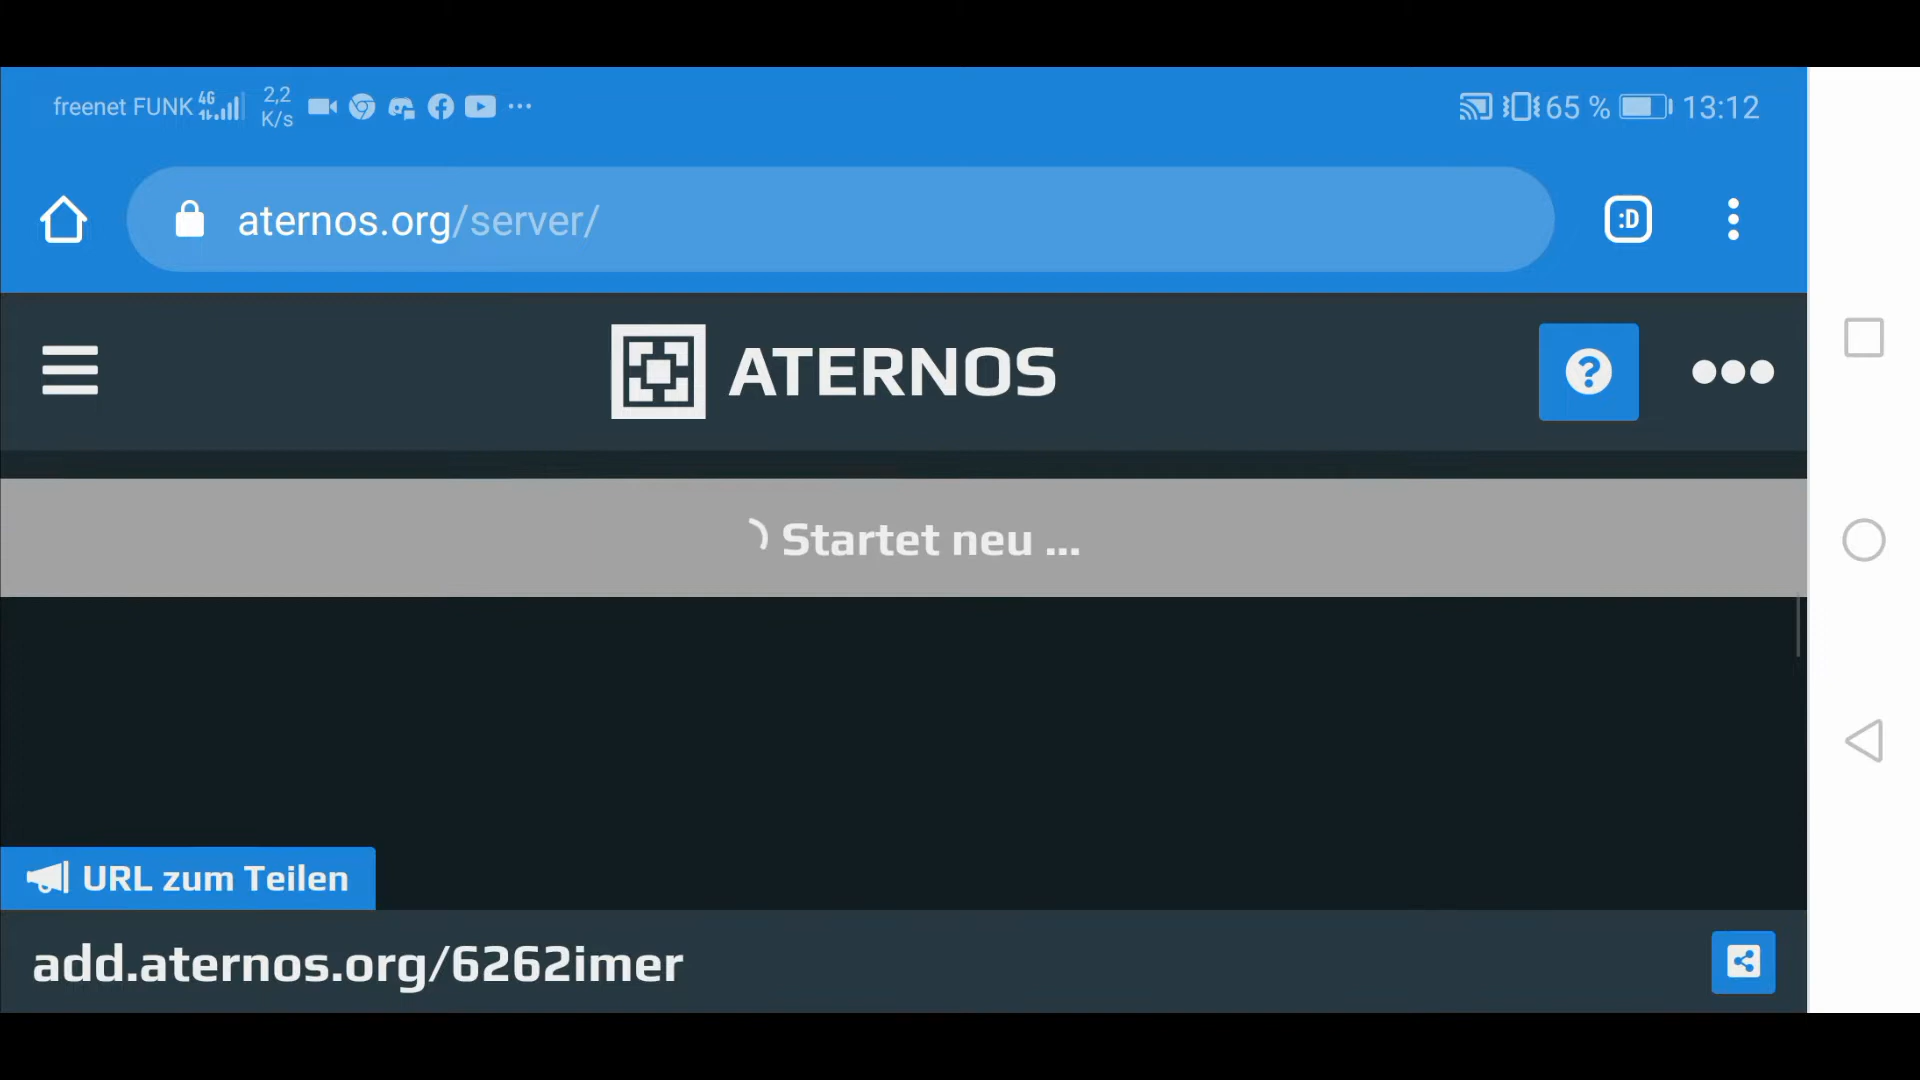 freenet FUNK 4G 2,2 K/s ... 65 % 13:12
aternos.org/server/ :D
ATERNOS ?
Startet neu ...
URL zum Teilen
add.aternos.org/6262imer